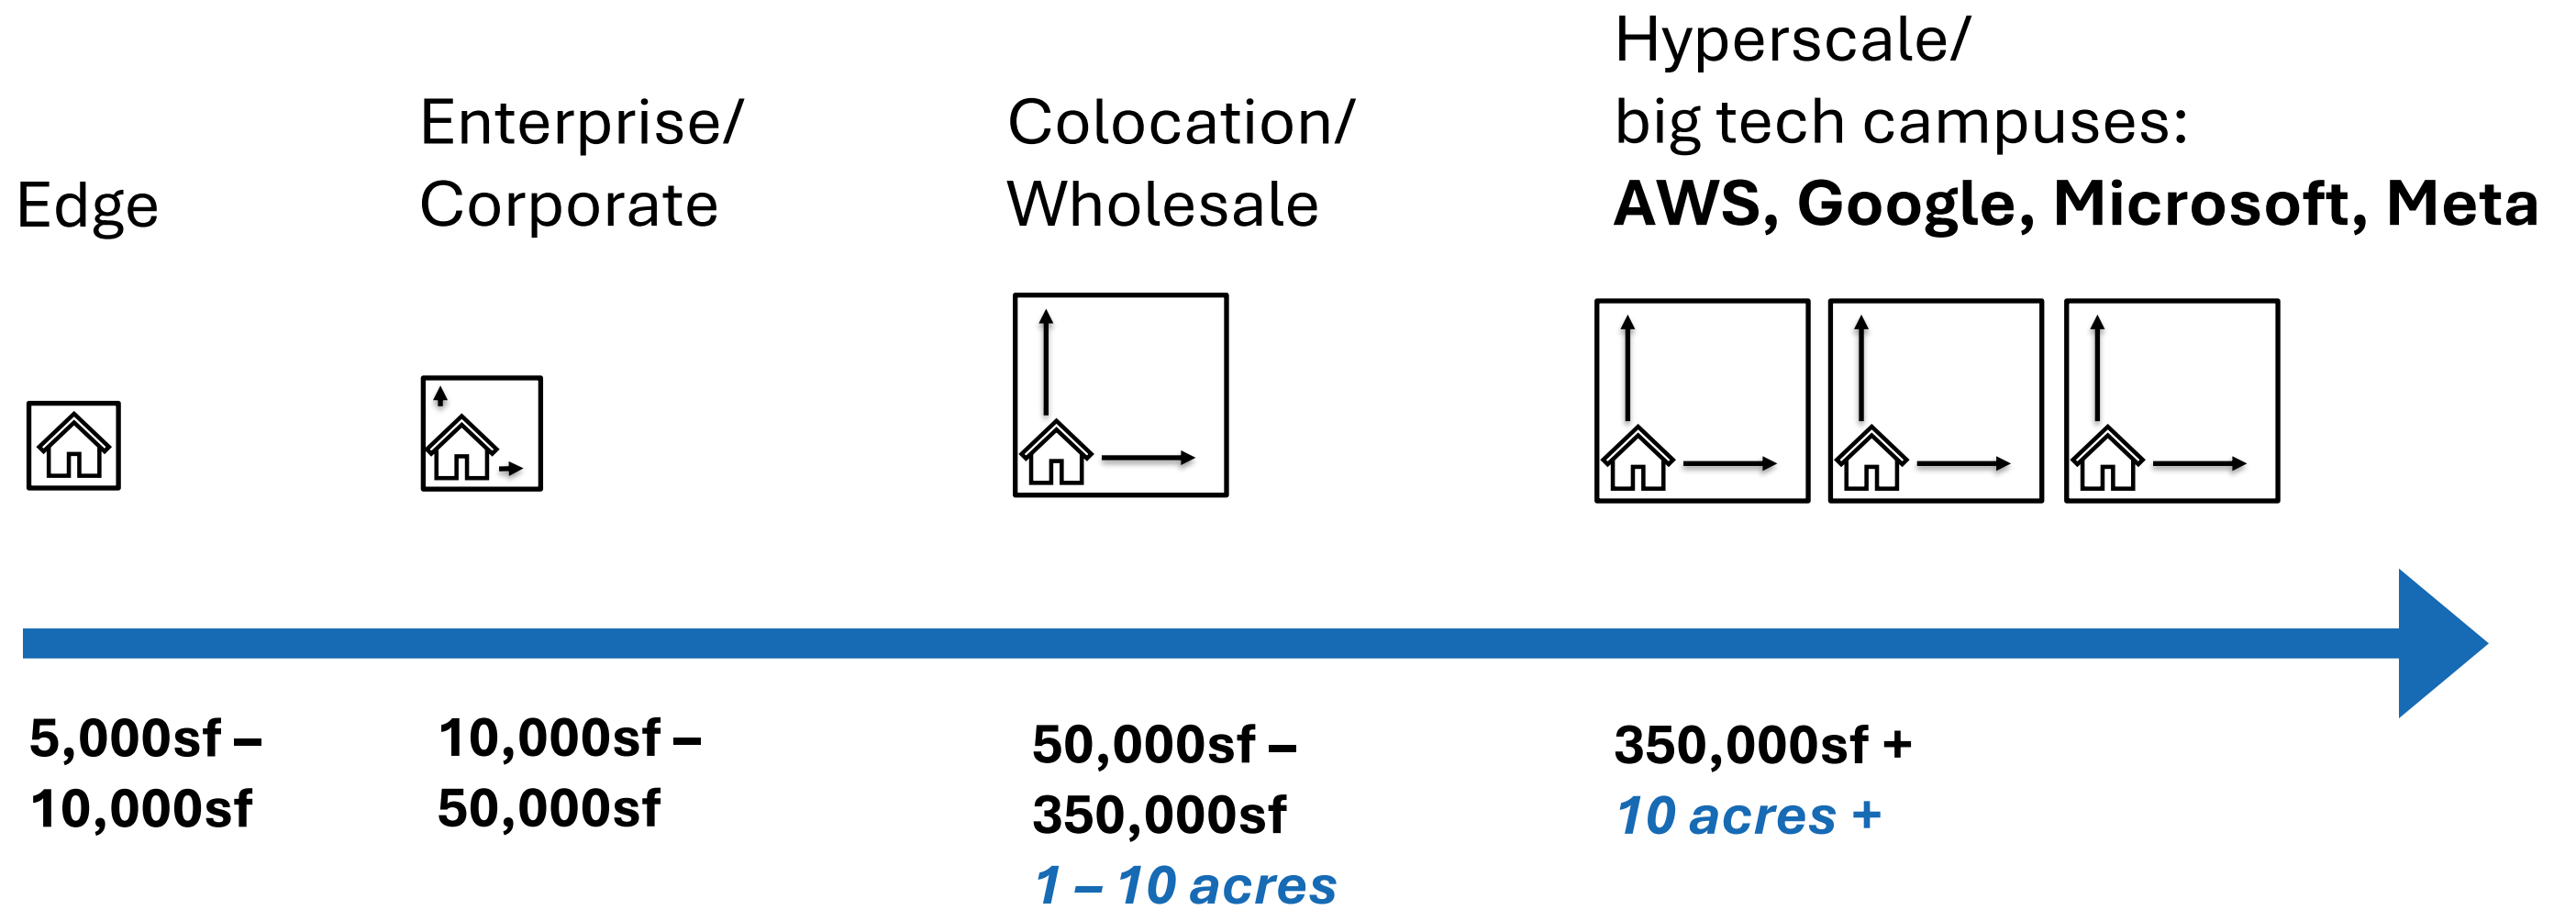 Edge
Enterprise/
Corporate
Colocation/
Wholesale
Hyperscale/
big tech campuses:
AWS, Google, Microsoft, Meta
5,000sf –
10,000sf
10,000sf –
50,000sf
50,000sf –
350,000sf
1 – 10 acres
350,000sf +
10 acres +